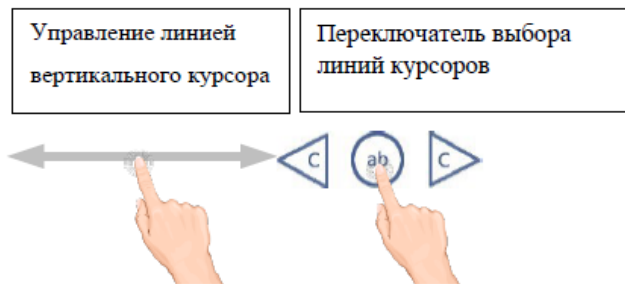 Управление линией
вертикального курсора
Переключатель выбора
линий курсоров
C ab C